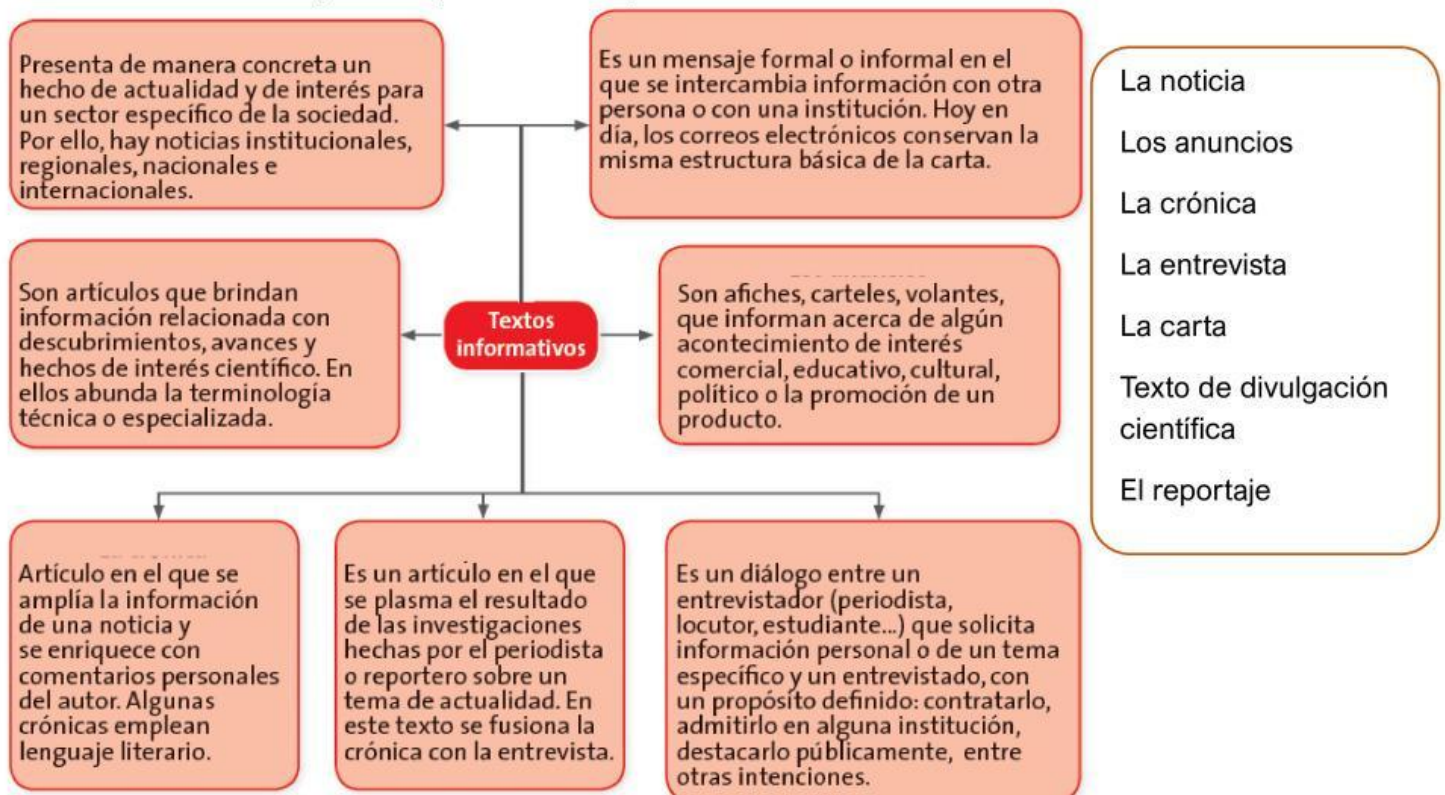 Presenta de manera concreta un
hecho de actualidad y de interés para
un sector específico de la sociedad.
Por ello, hay noticias institucionales,
regionales, nacionales e
internacionales.
Es un mensaje formal o informal en el
que se intercambia información con otra
persona o con una institución. Hoy en
día, los correos electrónicos conservan la
misma estructura básica de la carta.
Son artículos que brindan
información relacionada con
descubrimientos, avances y
hechos de interés científico. En
ellos abunda la terminología
técnica o especializada.
Textos
informativos
Son afiches, carteles, volantes,
que informan acerca de algún
acontecimiento de interés
comercial, educativo, cultural,
político o la promoción de un
producto.
Artículo en el que se
amplía la información
de una noticia y
se enriquece con
comentarios personales
del autor. Algunas
crónicas emplean
lenguaje literario.
Es un artículo en el que
se plasma el resultado
de las investigaciones
hechas por el periodista
o reportero sobre un
tema de actualidad. En
este texto se fusiona la
crónica con la entrevista.
Es un diálogo entre un
entrevistador (periodista,
locutor, estudiante...) que solicita
información personal o de un tema
específico y un entrevistado, con
un propósito definido: contratarlo,
admitirlo en alguna institución,
destacarlo públicamente, entre
otras intenciones.
La noticia
Los anuncios
La crónica
La entrevista
La carta
Texto de divulgación
científica
El reportaje